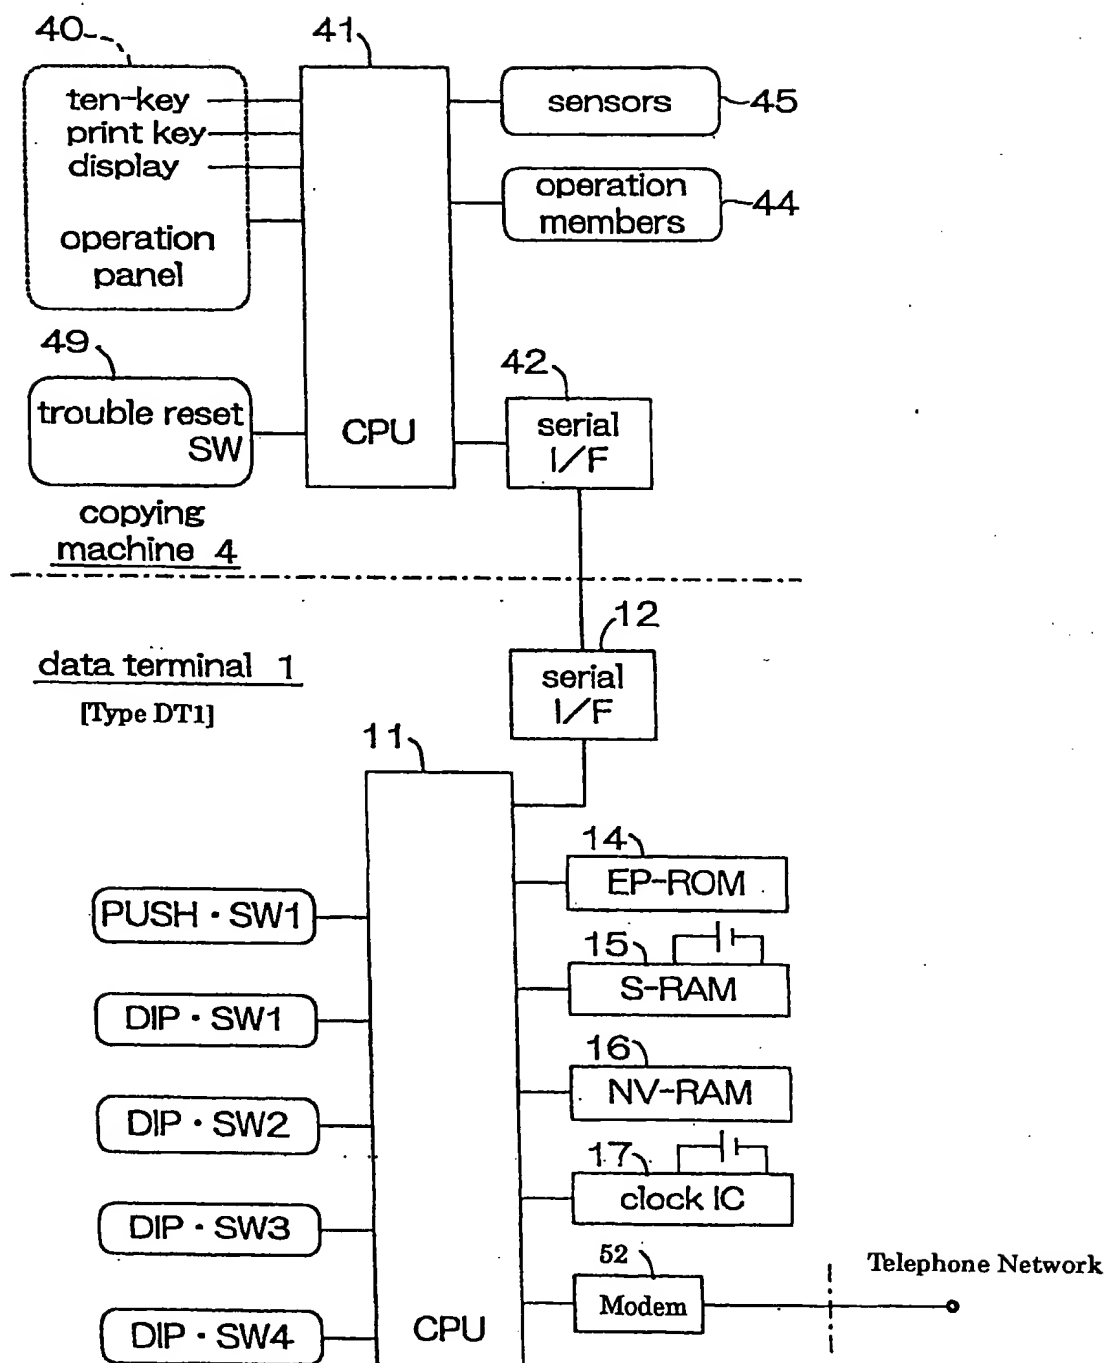 40
41
ten-key
print key
display
operation
panel
sensors
45
operation
members
44
49
trouble reset
SW
CPU
42
serial
I/F
copying
machine 4
data terminal 1
[Type DT1]
12
serial
I/F
11
14
EP-ROM
PUSH・SW1
15
S-RAM
DIP・SW1
16
NV-RAM
DIP・SW2
17
clock IC
DIP・SW3
52
Modem
Telephone Network
DIP・SW4
CPU